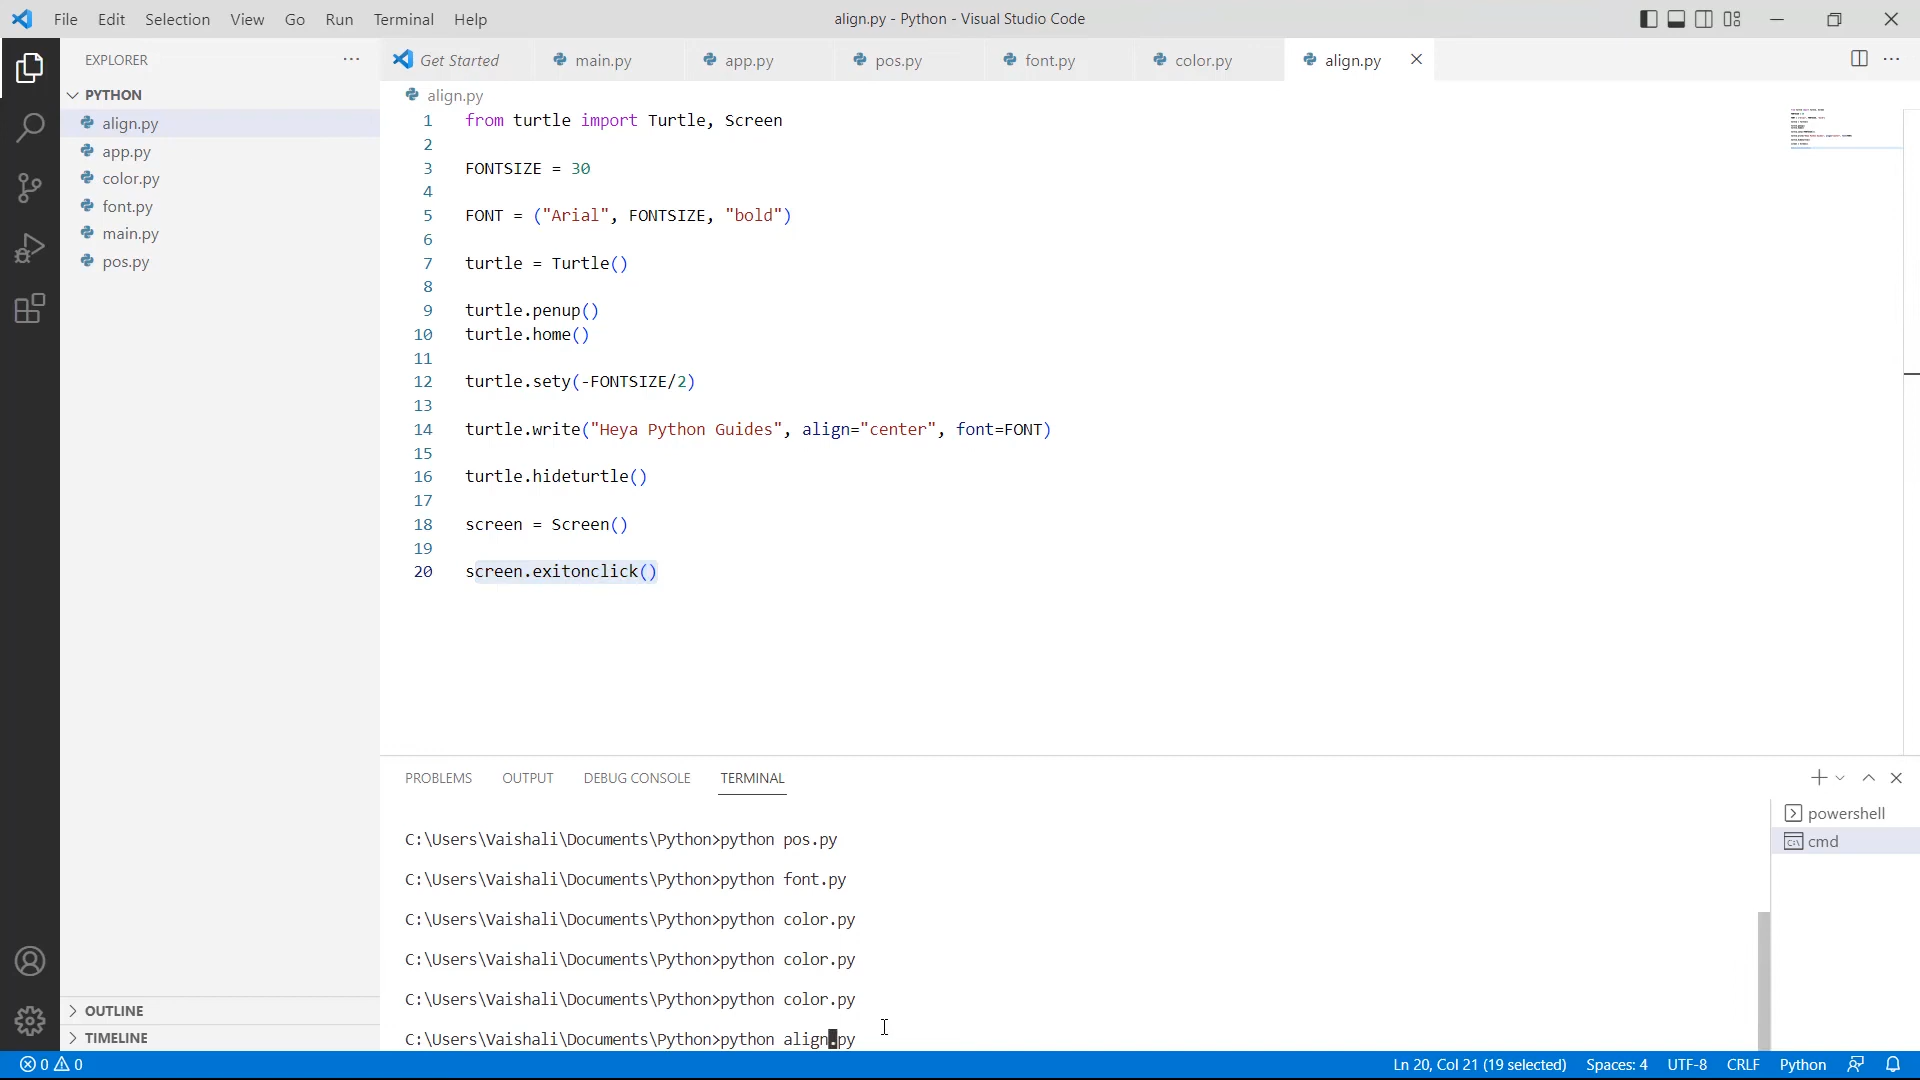 File Edit Selection View Go Run Terminal Help
align.py - Python - Visual Studio Code
EXPLORER
PYTHON
align.py
app.py
color.py
font.py
main.py
pos.py
OUTLINE
TIMELINE
Get Started main.py app.py pos.py font.py color.py align.py
align.py
1 from turtle import Turtle, Screen
2
3 FONTSIZE = 30
4
5 FONT = ("Arial", FONTSIZE, "bold")
6
7 turtle = Turtle()
8
9 turtle.penup()
10 turtle.home()
11
12 turtle.sety(-FONTSIZE/2)
13
14 turtle.write("Heya Python Guides", align="center", font=FONT)
15
16 turtle.hideturtle()
17
18 screen = Screen()
19
20 screen.exitonclick()
PROBLEMS OUTPUT DEBUG CONSOLE TERMINAL
C:\Users\Vaishali\Documents\Python>python pos.py
C:\Users\Vaishali\Documents\Python>python font.py
C:\Users\Vaishali\Documents\Python>python color.py
C:\Users\Vaishali\Documents\Python>python color.py
C:\Users\Vaishali\Documents\Python>python color.py
C:\Users\Vaishali\Documents\Python>python align.py
powershell
cmd
0 0
Ln 20, Col 21 (19 selected) Spaces: 4 UTF-8 CRLF Python